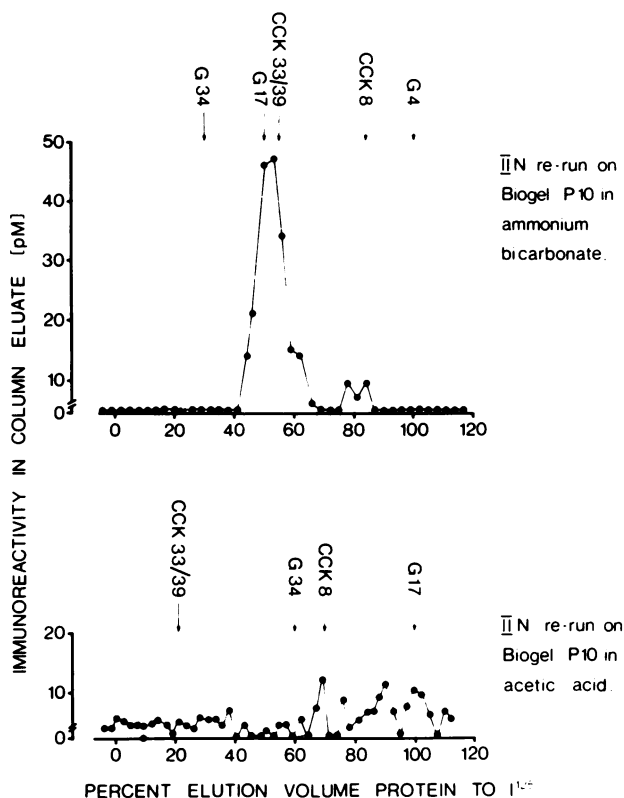 G 34
G 17
CCK 33/39
CCK 8
G 4
50
40
30
20
10
0
0 20 40 60 80 100 120
IIN re-run on
Biogel P10 in
ammonium
bicarbonate.
IMMUNOREACTIVITY IN COLUMN ELUATE [pM]
CCK 33/39
G 34
CCK 8
G 17
20
10
0
0 20 40 60 80 100 120
IIN re-run on
Biogel P10 in
acetic acid.
PERCENT ELUTION VOLUME PROTEIN TO